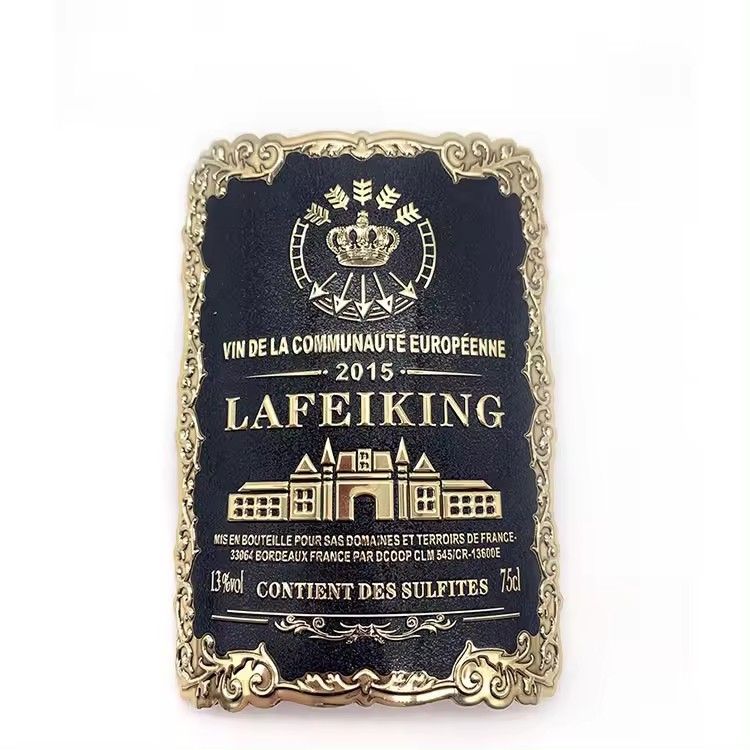 VIN DE LA COMMUNAUTÉ EUROPÉENNE
2015
LAFEIKING
MIS EN BOUTEILLE POUR SAS DOMAINES ET TERROIRS DE FRANCE-
33064 BORDEAUX FRANCE PAR DCOOP CLM 545/CR-13600E
13%vol CONTIENT DES SULFITES 75cl